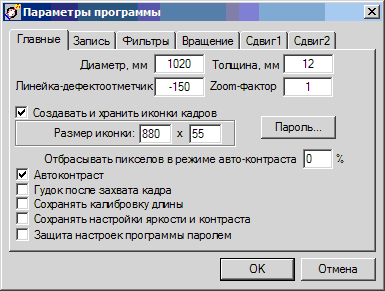 Параметры программы
Главные Запись Фильтры Вращение Сдвиг1 Сдвиг2
Диаметр, мм 1020 Толщина, мм 12
Линейка-дефектоотметчик -150 Zoom-Фактор 1
Создавать и хранить иконки кадров
Размер иконки: 880 x 55 Пароль...
Отбрасывать пикселов в режиме авто-контраста 0 %
Автоконтраст
Гудок после захвата кадра
Сохранять калибровку длины
Сохранять настройки яркости и контраста
Защита настроек программы паролем
OK Отмена